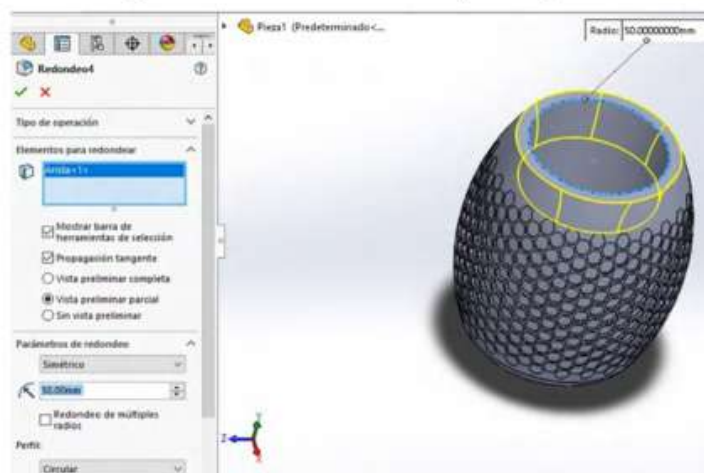 Pieza1 (Predeterminado<...
Radio: 50.00000000mm
Redondeo4
Tipo de operación
Elementos para redondear
Arista<1>
Mostrar barra de
herramientas de selección
Propagación tangente
Vista preliminar completa
Vista preliminar parcial
Sin vista preliminar
Parámetros de redondeo
Simétrico
50.00mm
Redondeo de múltiples
radios
Perfil:
Circular
Y
Z
X